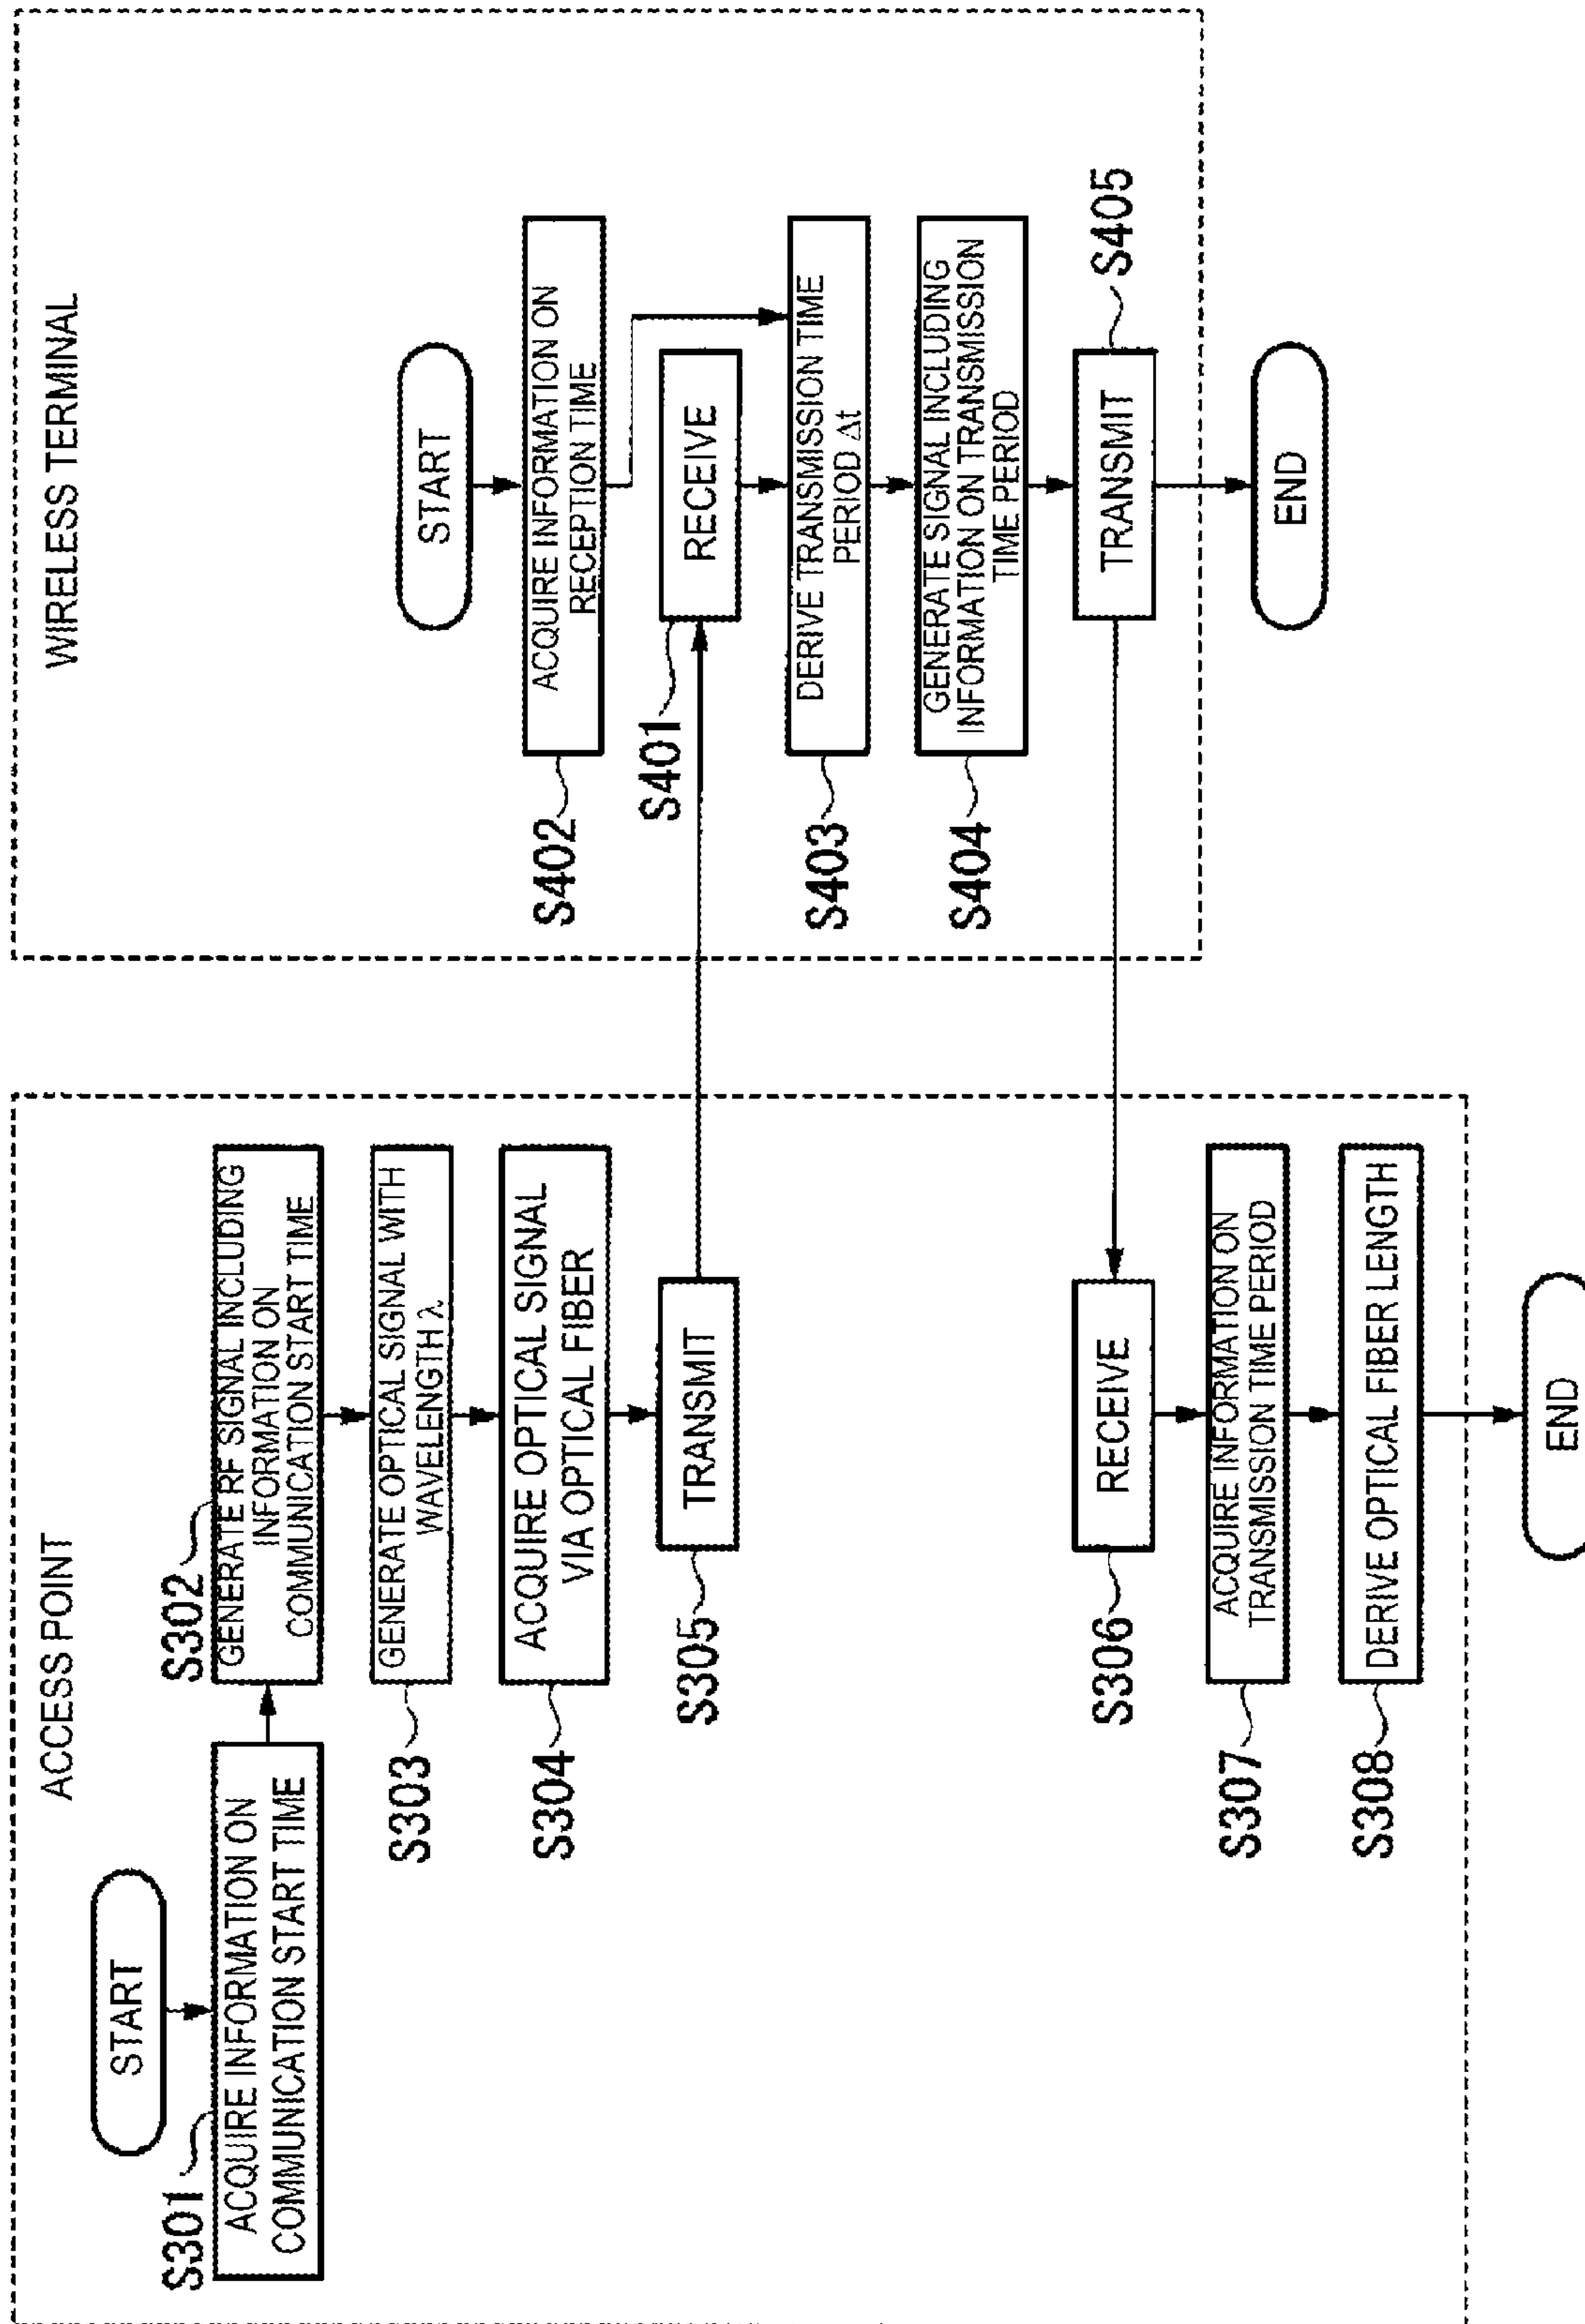 ACCESS POINT
START
S301
ACQUIRE INFORMATION ON
COMMUNICATION START TIME
S302
GENERATE RF SIGNAL INCLUDING
INFORMATION ON
COMMUNICATION START TIME
S303
GENERATE OPTICAL SIGNAL WITH
WAVELENGTH λ
S304
ACQUIRE OPTICAL SIGNAL
VIA OPTICAL FIBER
S305
TRANSMIT
S306
RECEIVE
S307
ACQUIRE INFORMATION ON
TRANSMISSION TIME PERIOD
S308
DERIVE OPTICAL FIBER LENGTH
END
WIRELESS TERMINAL
START
S402
ACQUIRE INFORMATION ON
RECEPTION TIME
S401
RECEIVE
S403
DERIVE TRANSMISSION TIME
PERIOD Δt
S404
GENERATE SIGNAL INCLUDING
INFORMATION ON TRANSMISSION
TIME PERIOD
S405
TRANSMIT
END